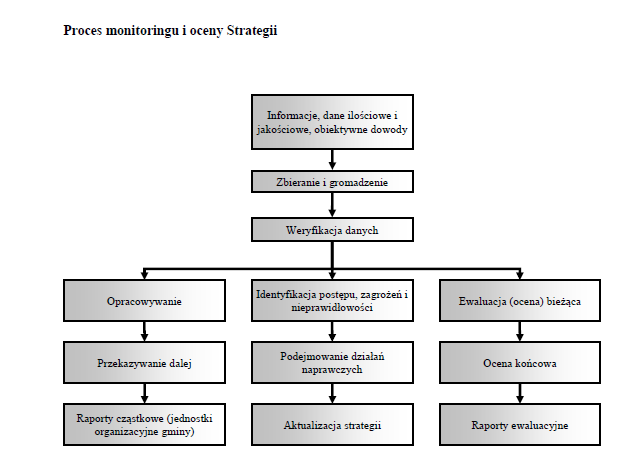 Proces monitoringu i oceny Strategii
Informacje, dane ilościowe i
jakościowe, obiektywne dowody
Zbieranie i gromadzenie
Weryfikacja danych
Opracowywanie
Identyfikacja postępu, zagrożeń i
nieprawidłowości
Ewaluacja (ocena) bieżąca
Przekazywanie dalej
Podejmowanie działań
naprawczych
Ocena końcowa
Raporty cząstkowe (jednostki
organizacyjne gminy)
Aktualizacja strategii
Raporty ewaluacyjne